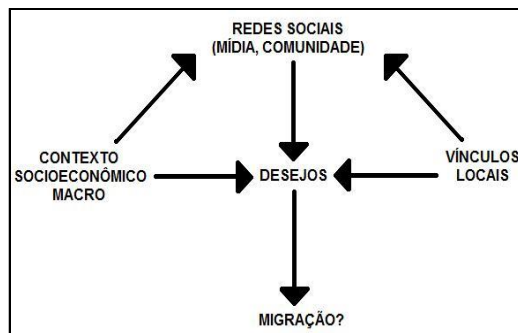 REDES SOCIAIS
(MÍDIA, COMUNIDADE)
CONTEXTO
SOCIOECONÔMICO
MACRO
DESEJOS
VÍNCULOS
LOCAIS
MIGRAÇÃO?